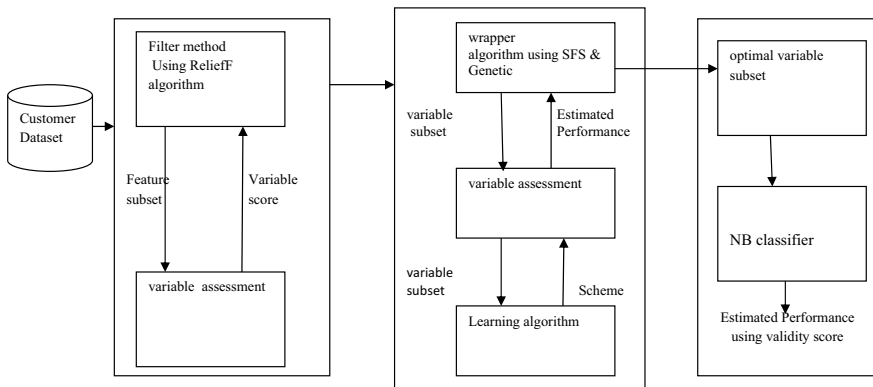 Customer
Dataset
Filter method
Using ReliefF
algorithm
Feature
subset
Variable
score
variable assessment
wrapper
algorithm using SFS &
Genetic
variable
subset
Estimated
Performance
variable assessment
variable
subset
Scheme
Learning algorithm
optimal variable
subset
NB classifier
Estimated Performance
using validity score